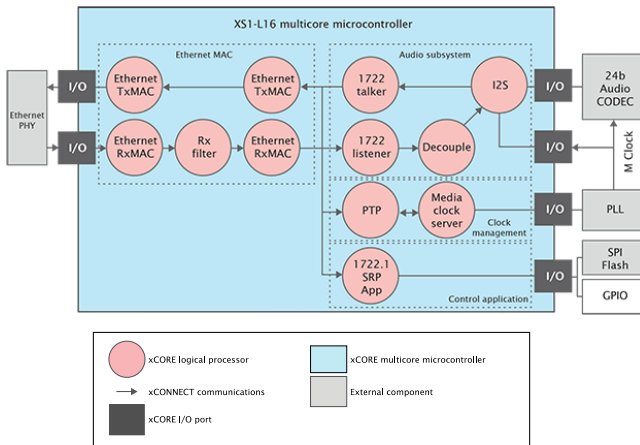 XS1-L16 multicore microcontroller
Ethernet MAC
Audio subsystem
Ethernet
PHY
I/O
Ethernet
TxMAC
Ethernet
TxMAC
1722
talker
I2S
I/O
24b
Audio
CODEC
I/O
Ethernet
RxMAC
Rx
filter
Ethernet
RxMAC
1722
listener
Decouple
I/O
M Clock
PTP
Media
clock
server
Clock
management
I/O
PLL
1722.1
SRP
App
Control application
I/O
SPI
Flash
GPIO
xCORE logical processor
xCORE multicore microcontroller
xCONNECT communications
External component
xCORE I/O port